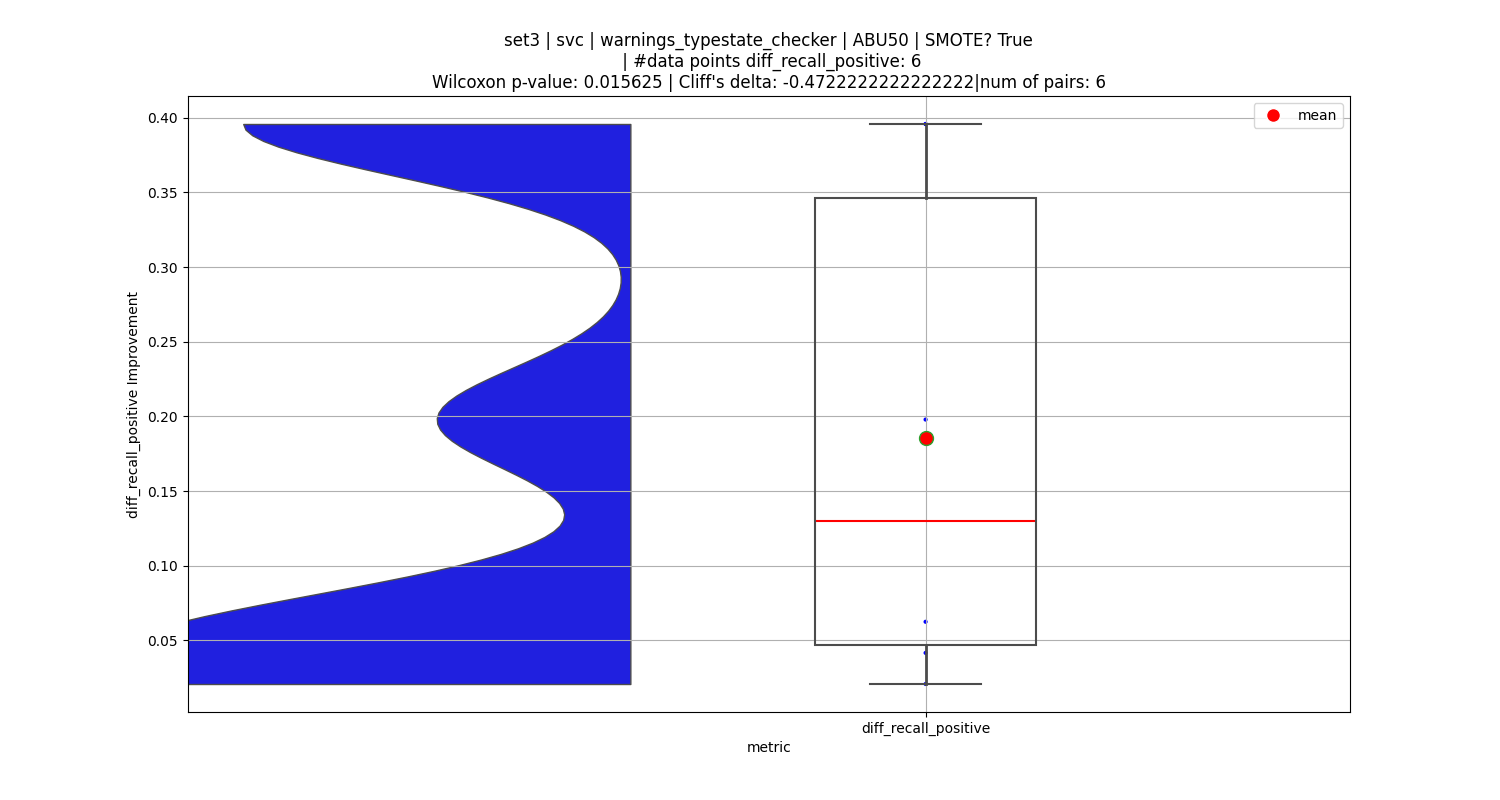 set3 | svc | warnings_typestate_checker | ABU50 | SMOTE? True
| #data points diff_recall_positive: 6
Wilcoxon p-value: 0.015625 | Cliff's delta: -0.4722222222222222|num of pairs: 6
mean
0.40
0.35
0.30
0.25
0.20
0.15
0.10
0.05
diff_recall_positive Improvement
diff_recall_positive
metric